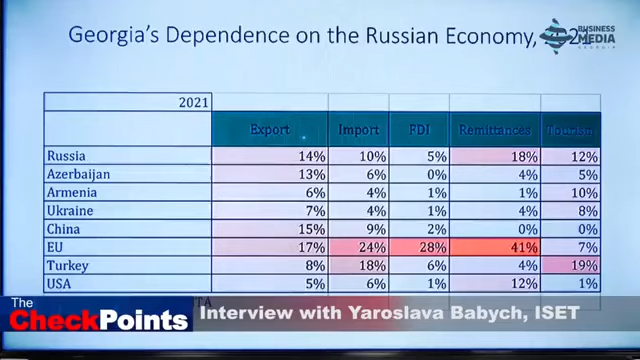 Georgia's Dependence on the Russian Economy, 2021
BUSINESS
MEDIA
GEORGIA
2021
Export Import FDI Remittances Tourism
Russia 14% 10% 5% 18% 12%
Azerbaijan 13% 6% 0% 4% 5%
Armenia 6% 4% 1% 1% 10%
Ukraine 7% 4% 1% 4% 8%
China 15% 9% 2% 0% 0%
EU 17% 24% 28% 41% 7%
Turkey 8% 18% 6% 4% 19%
USA 5% 6% 1% 12% 1%
The
CheckPoints
Interview with Yaroslava Babych, ISET